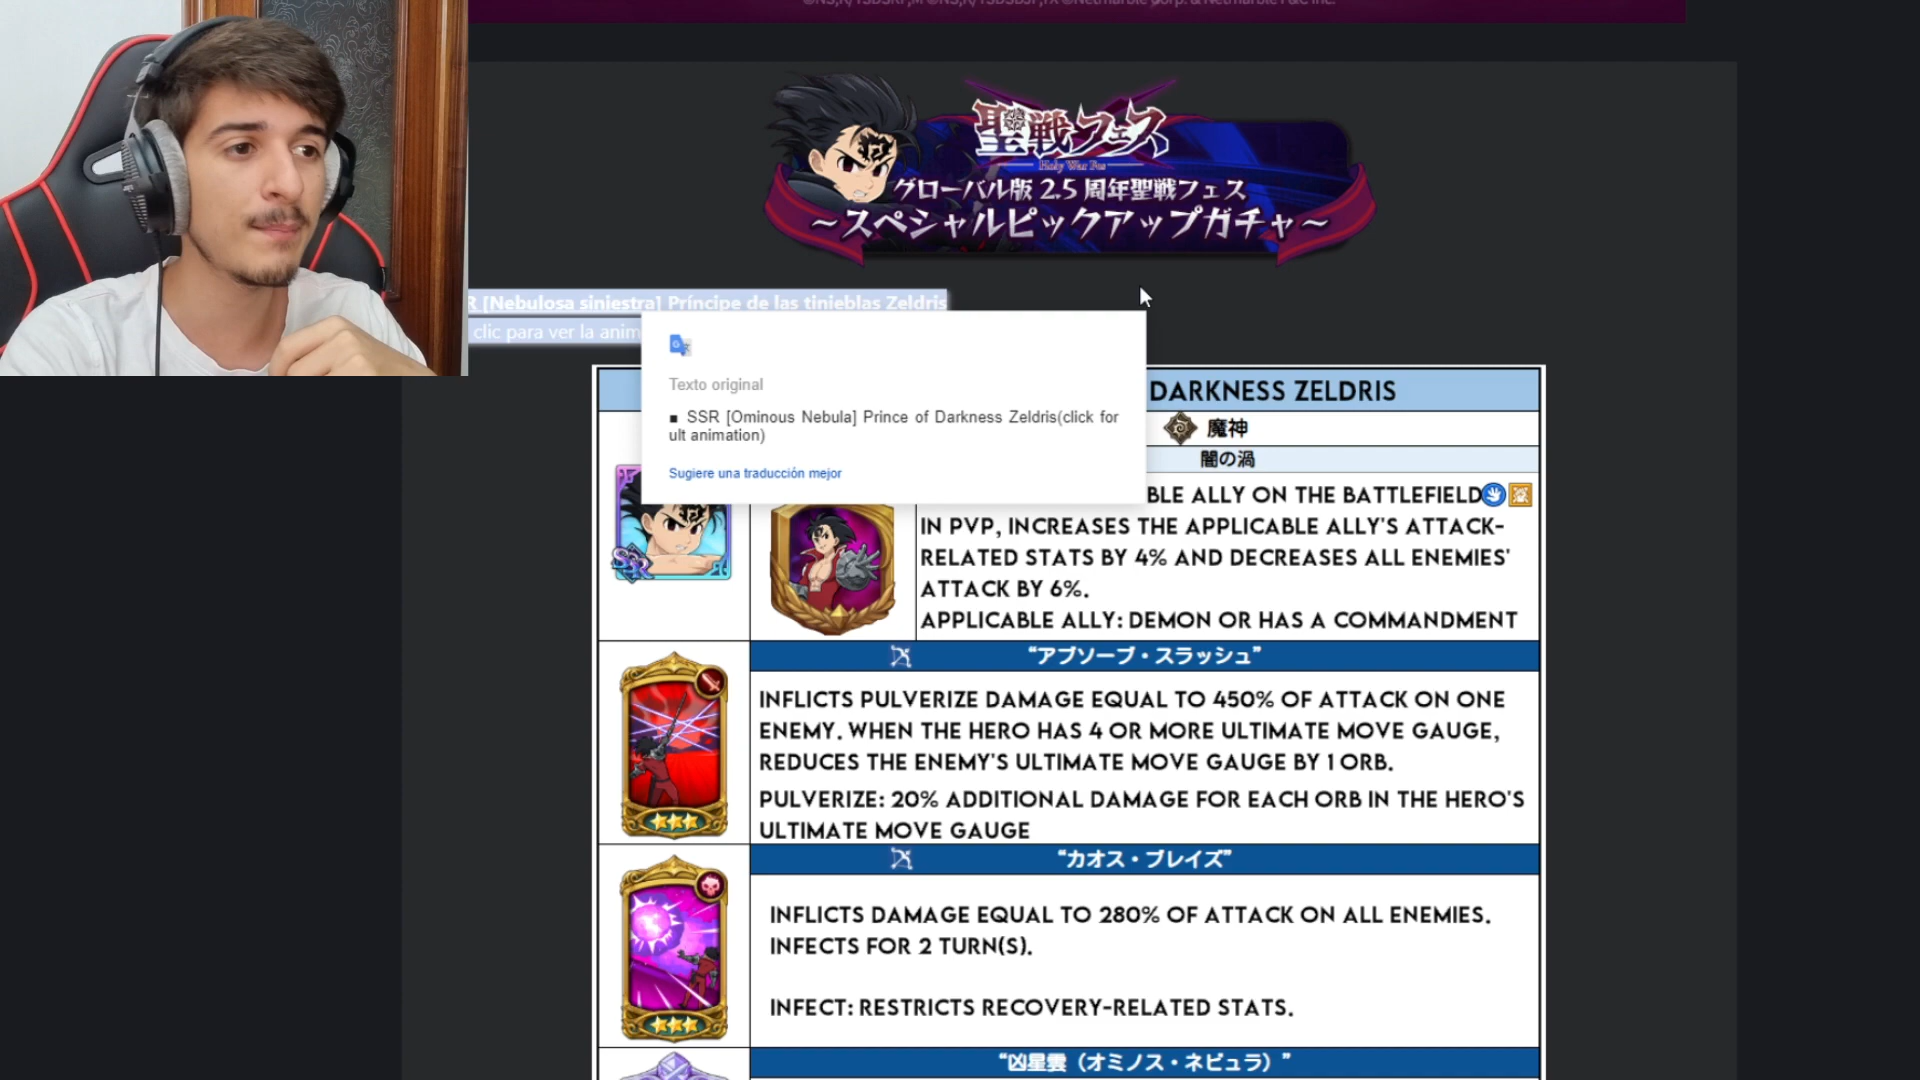 聖戦フェス
Holy War Fes
グローバル版 2.5 周年聖戦フェス
～スペシャルピックアップガチャ～
R [Nebulosa siniestra] Príncipe de las tinieblas Zeldris
clic para ver la anim
Texto original
■ SSR [Ominous Nebula] Prince of Darkness Zeldris(click for
ult animation)
Sugiere una traducción mejor
DARKNESS ZELDRIS
魔神
闇の渦
SSR
BLE ALLY ON THE BATTLEFIELD
IN PVP, INCREASES THE APPLICABLE ALLY'S ATTACK-
RELATED STATS BY 4% AND DECREASES ALL ENEMIES'
ATTACK BY 6%.
APPLICABLE ALLY: DEMON OR HAS A COMMANDMENT
“アブソーブ・スラッシュ”
INFLICTS PULVERIZE DAMAGE EQUAL TO 450% OF ATTACK ON ONE
ENEMY. WHEN THE HERO HAS 4 OR MORE ULTIMATE MOVE GAUGE,
REDUCES THE ENEMY'S ULTIMATE MOVE GAUGE BY 1 ORB.
PULVERIZE: 20% ADDITIONAL DAMAGE FOR EACH ORB IN THE HERO'S
ULTIMATE MOVE GAUGE
“カオス・ブレイズ”
INFLICTS DAMAGE EQUAL TO 280% OF ATTACK ON ALL ENEMIES.
INFECTS FOR 2 TURN(S).
INFECT: RESTRICTS RECOVERY-RELATED STATS.
“凶星雲（オミノス・ネビュラ）”